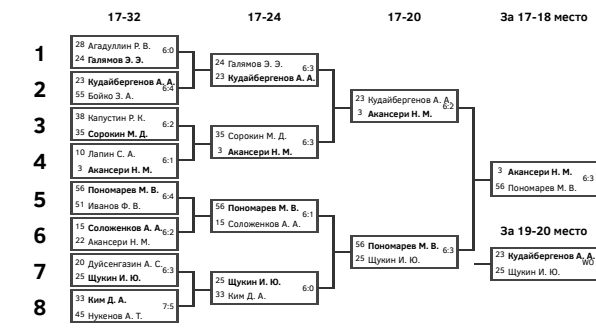 17-32
17-24
17-20
За 17-18 место
1
28 Агадуллин Р. В.
24 Галямов Э. Э.
6:0
2
23 Кудайбергенов А. А.
55 Бойко З. А.
6:4
3
38 Капустин Р. К.
35 Сорокин М. Д.
6:2
4
10 Лапин С. А.
3 Акансери Н. М.
6:1
5
56 Пономарев М. В.
51 Иванов Ф. В.
6:4
6
15 Соложенков А. А.
22 Акансери Н. М.
6:2
7
20 Дуйсенгазин А. С.
25 Щукин И. Ю.
6:3
8
33 Ким Д. А.
45 Нукенов А. Т.
7:5
24 Галямов Э. Э.
23 Кудайбергенов А. А.
6:3
35 Сорокин М. Д.
3 Акансери Н. М.
6:3
56 Пономарев М. В.
15 Соложенков А. А.
6:1
25 Щукин И. Ю.
33 Ким Д. А.
6:0
23 Кудайбергенов А. А.
3 Акансери Н. М.
6:2
56 Пономарев М. В.
25 Щукин И. Ю.
6:3
3 Акансери Н. М.
56 Пономарев М. В.
6:3
За 19-20 место
23 Кудайбергенов А. А.
25 Щукин И. Ю.
WO